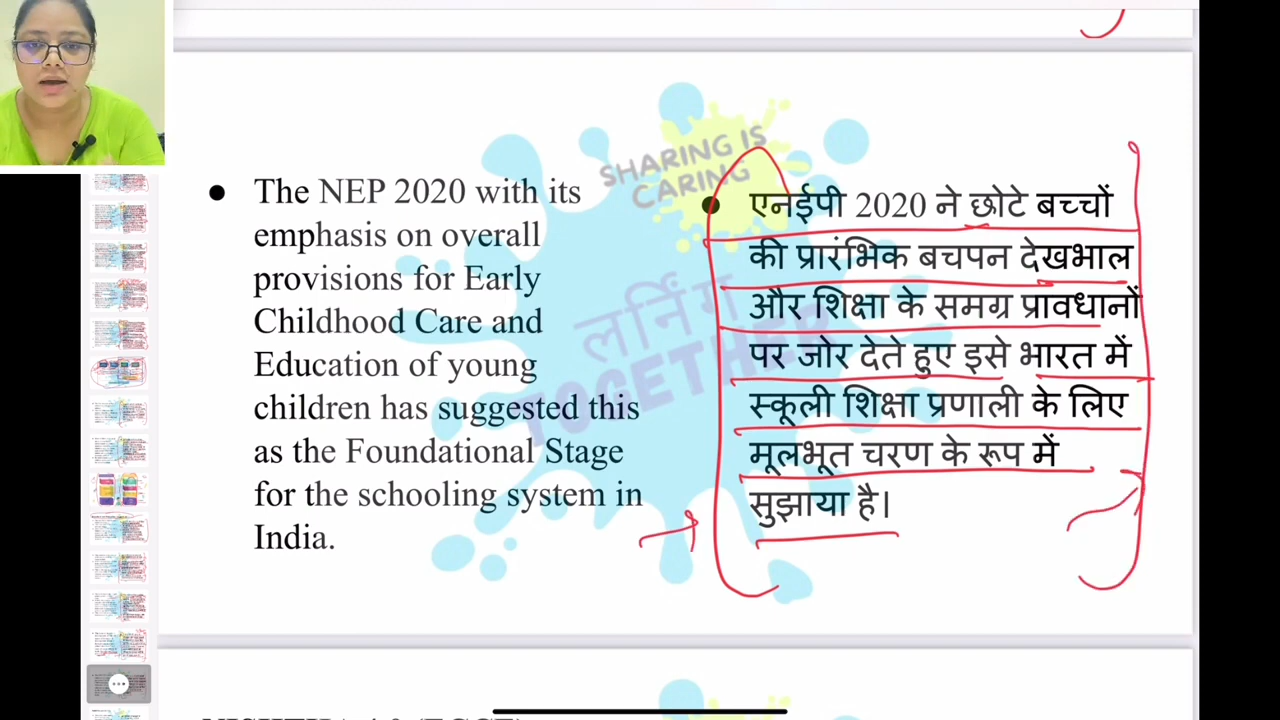 SHARING IS
CARING
लर्निंग
TOGETHER
● The NEP 2020 with its
emphasis on overall
provisions for Early
Childhood Care and
Education of young
children has suggested this
as the Foundational Stage
for the schooling system in
India.
● एनईपी 2020 ने छोटे बच्चों
की प्रारंभिक बचपन देखभाल
और शिक्षा के समग्र प्रावधानों
पर जोर देते हुए इसे भारत में
स्कूली शिक्षा प्रणाली के लिए
मूलभूत चरण के रूप में
सुझाया है।